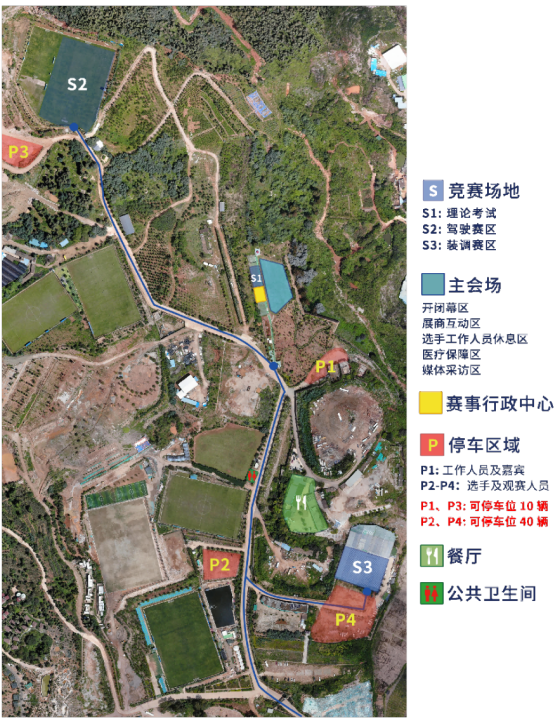 S2
P3
S1
P1
P2
S3
P4
S 竞赛场地
S1: 理论考试
S2: 驾驶赛区
S3: 装调赛区
主会场
开闭幕区
展商互动区
选手工作人员休息区
医疗保障区
媒体采访区
赛事行政中心
P 停车区域
P1: 工作人员及嘉宾
P2-P4: 选手及观赛人员
P1、P3: 可停车位 10 辆
P2、P4: 可停车位 40 辆
餐厅
公共卫生间